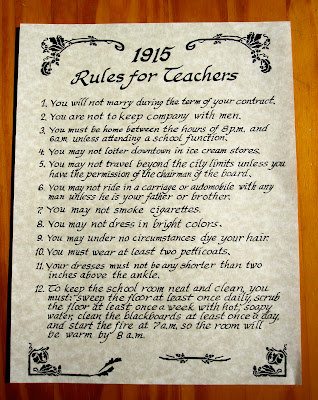 1915
Rules for Teachers
1. You will not marry during the term of your contract.
2. You are not to keep company with men.
3. You must be home between the hours of 8 p.m. and
6 a.m. unless attending a school function.
4. You may not loiter downtown in ice cream stores.
5. You may not travel beyond the city limits unless you
have the permission of the chairman of the board.
6. You may not ride in a carriage or automobile with any
man unless he is your father or brother.
7. You may not smoke cigarettes.
8. You may not dress in bright colors.
9. You may under no circumstances dye your hair.
10. You must wear at least two petticoats.
11. Your dresses must not be any shorter than two
inches above the ankle.
12. To keep the school room neat and clean, you
must: sweep the floor at least once daily, scrub
the floor at least once a week with hot, soapy
water, clean the blackboards at least once a day,
and start the fire at 7 a.m. so the room will
be warm by 8 a.m.